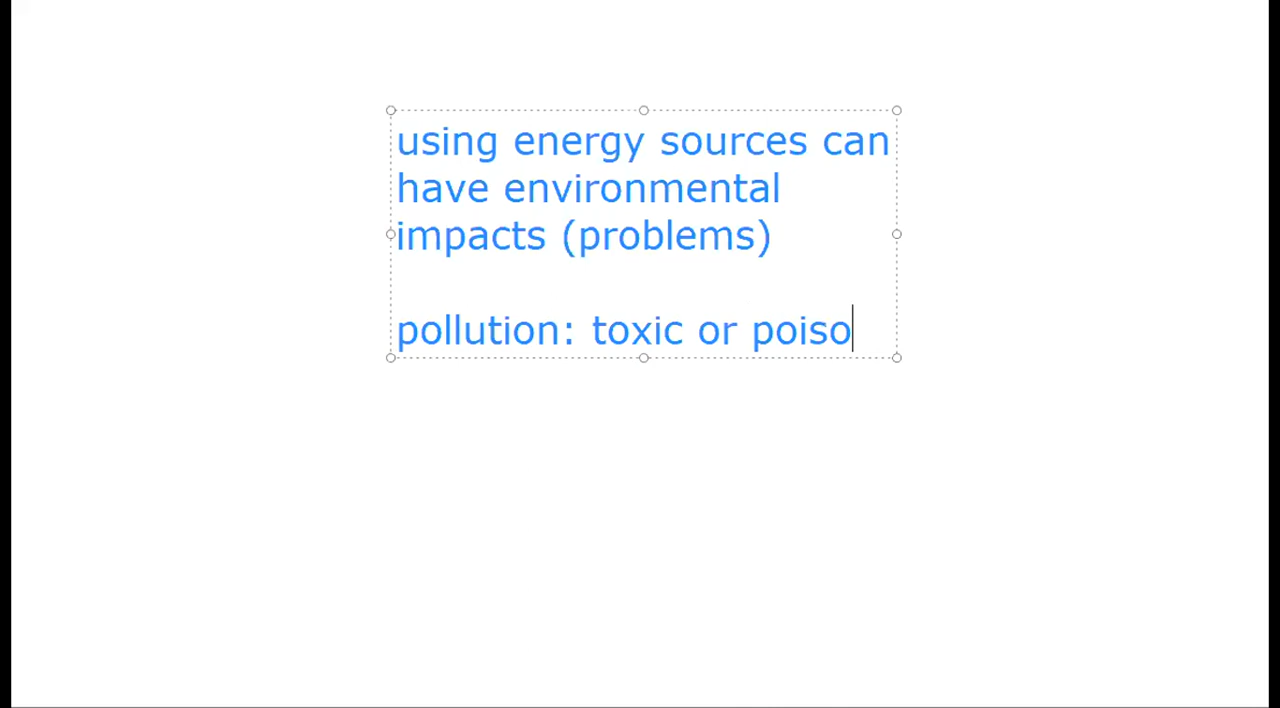 using energy sources can
have environmental
impacts (problems)
pollution: toxic or poiso